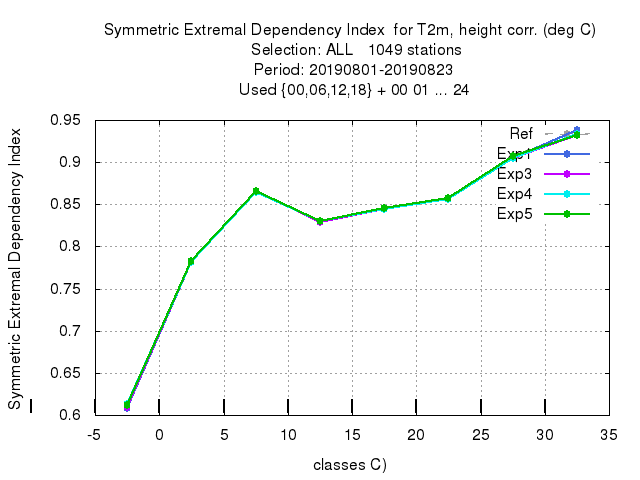 Symmetric Extremal Dependency Index for T2m, height corr. (deg C)
Selection: ALL 1049 stations
Period: 20190801-20190823
Used {00,06,12,18} + 00 01 ... 24
Symmetric Extremal Dependency Index
0.95
0.9
0.85
0.8
0.75
0.7
0.65
0.6
Ref
Exp1
Exp3
Exp4
Exp5
-5 0 5 10 15 20 25 30 35
classes C)